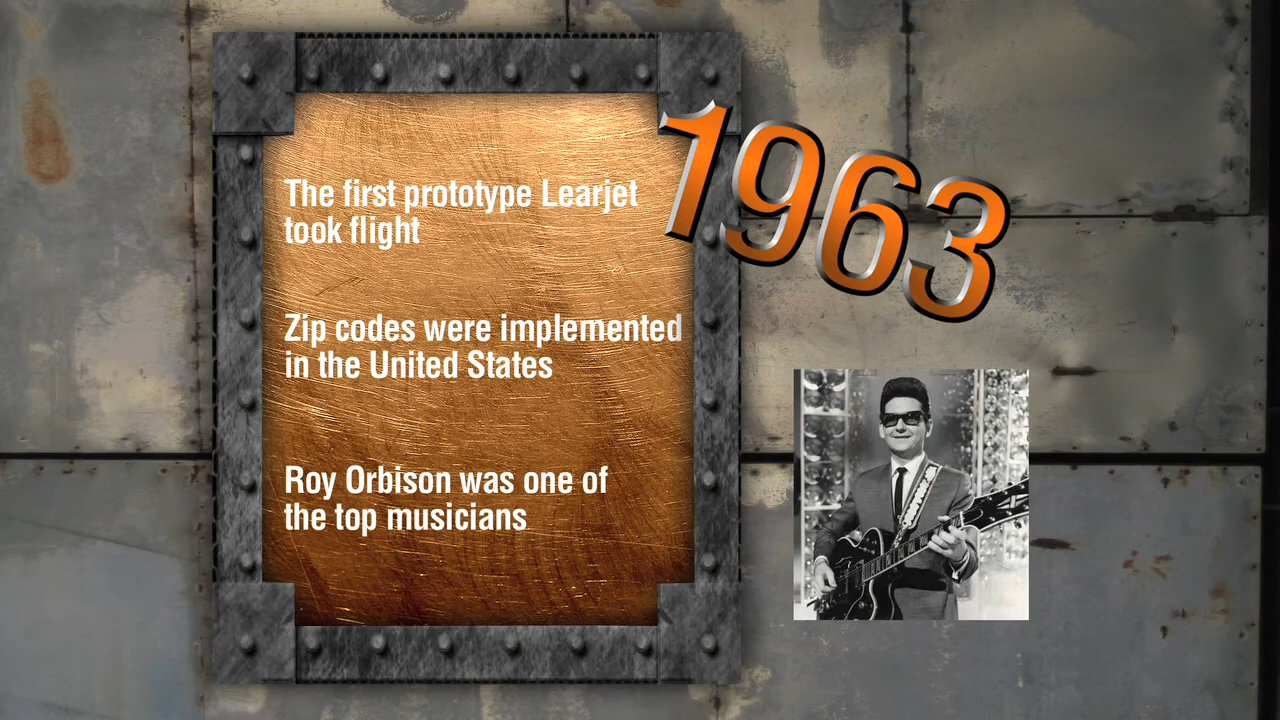 1963
The first prototype Learjet
took flight
Zip codes were implemented
in the United States
Roy Orbison was one of
the top musicians